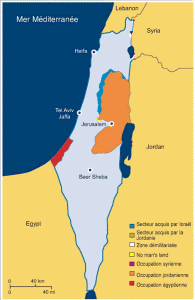 Lebanon
Mer Méditerranée
Syria
Haifa
Tel Aviv
Jaffa
Jerusalem
Jordan
Beer Sheba
Egypt
Secteur acquis par Israël
Secteur acquis par la
Jordanie
Zone démilitarisée
No man's land
Occupation syrienne
Occupation jordanienne
Occupation égyptienne
0 40 km
0 40 mi